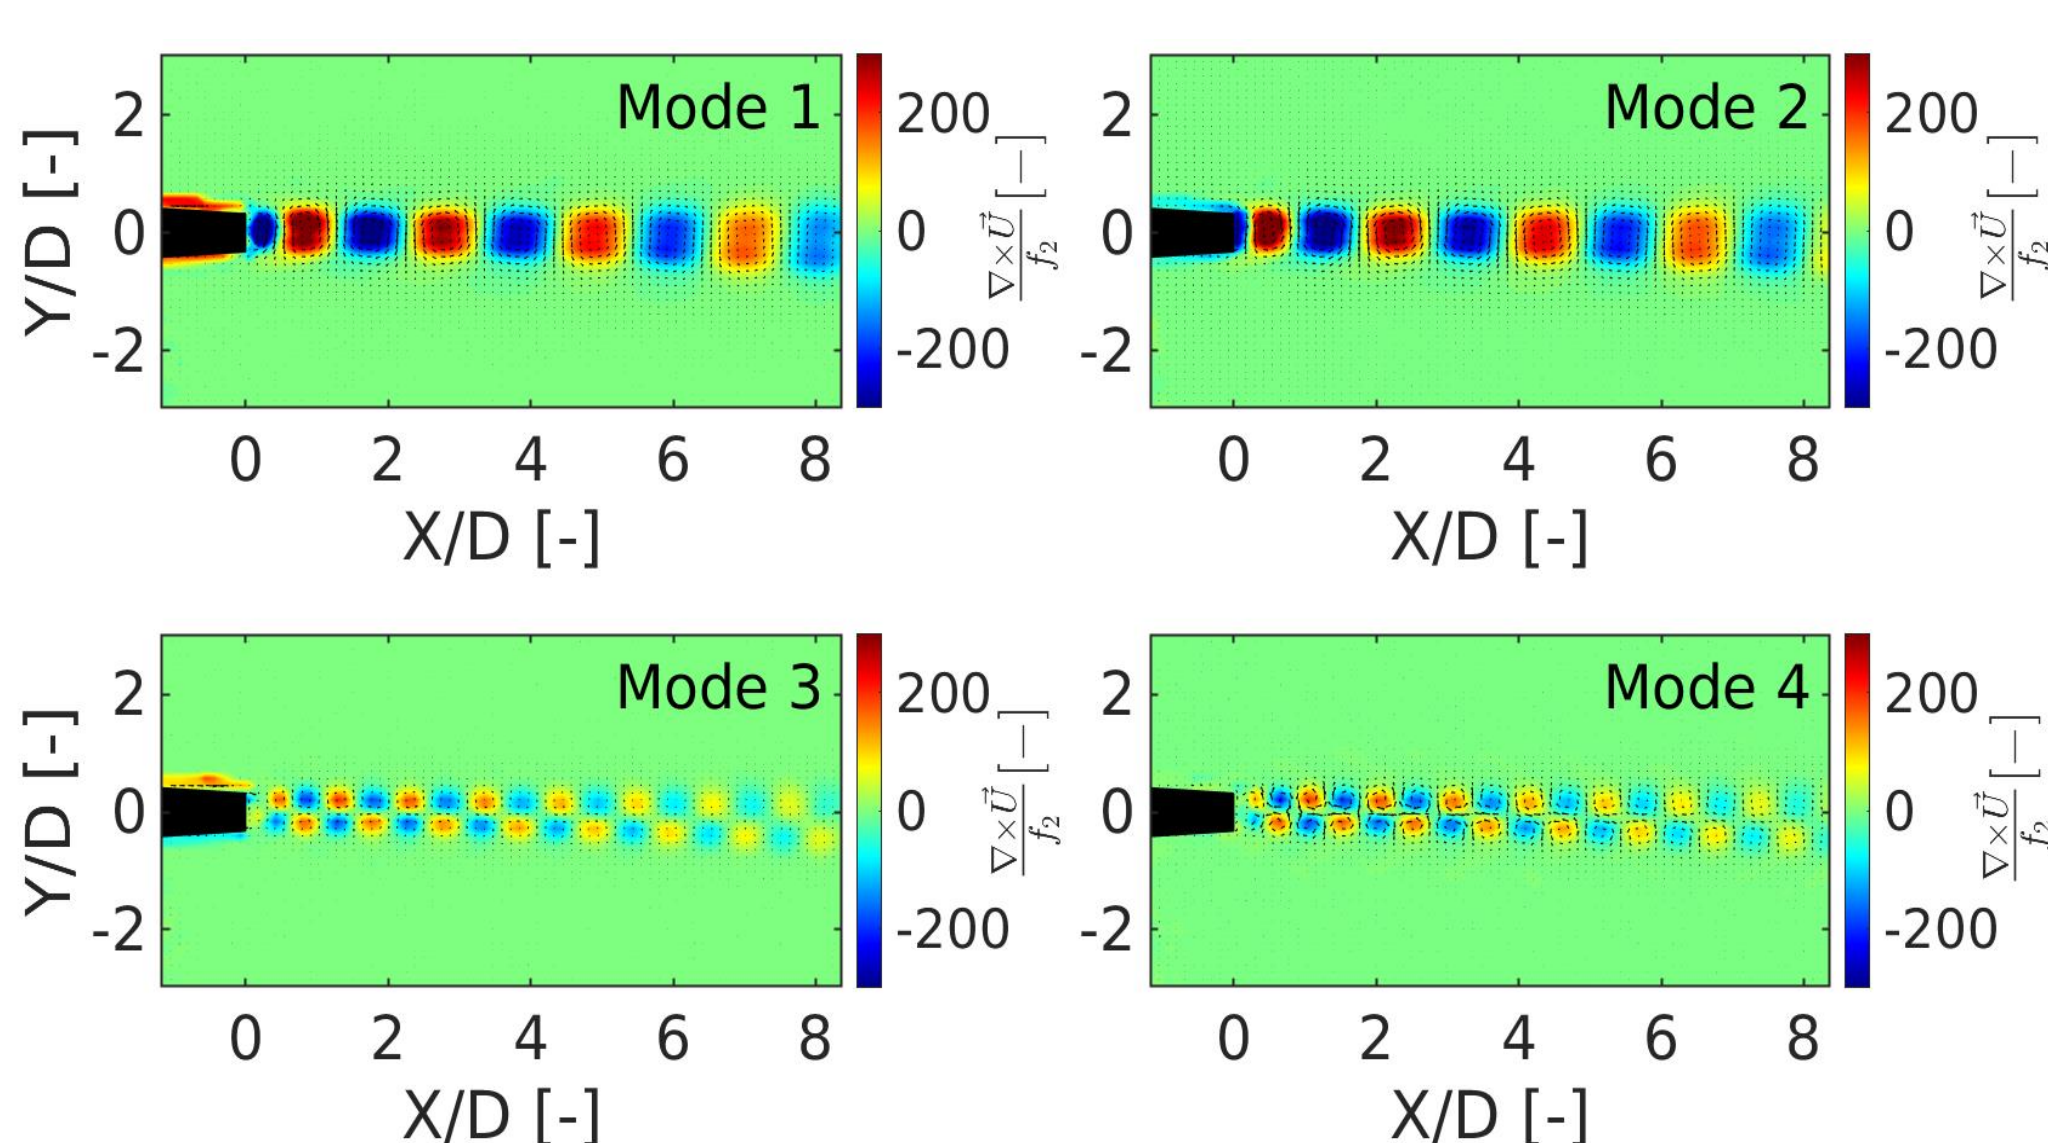 Mode 1
Y/D [-]
2
0
-2
0 2 4 6 8
X/D [-]
200
0
-200
∇×U⃗ / f₂ [−]
Mode 2
2
0
-2
0 2 4 6 8
X/D [-]
200
0
-200
∇×U⃗ / f₂ [−]
Mode 3
Y/D [-]
2
0
-2
0 2 4 6 8
X/D [-]
200
0
-200
∇×U⃗ / f₂ [−]
Mode 4
2
0
-2
0 2 4 6 8
X/D [-]
200
0
-200
∇×U⃗ / f₂ [−]